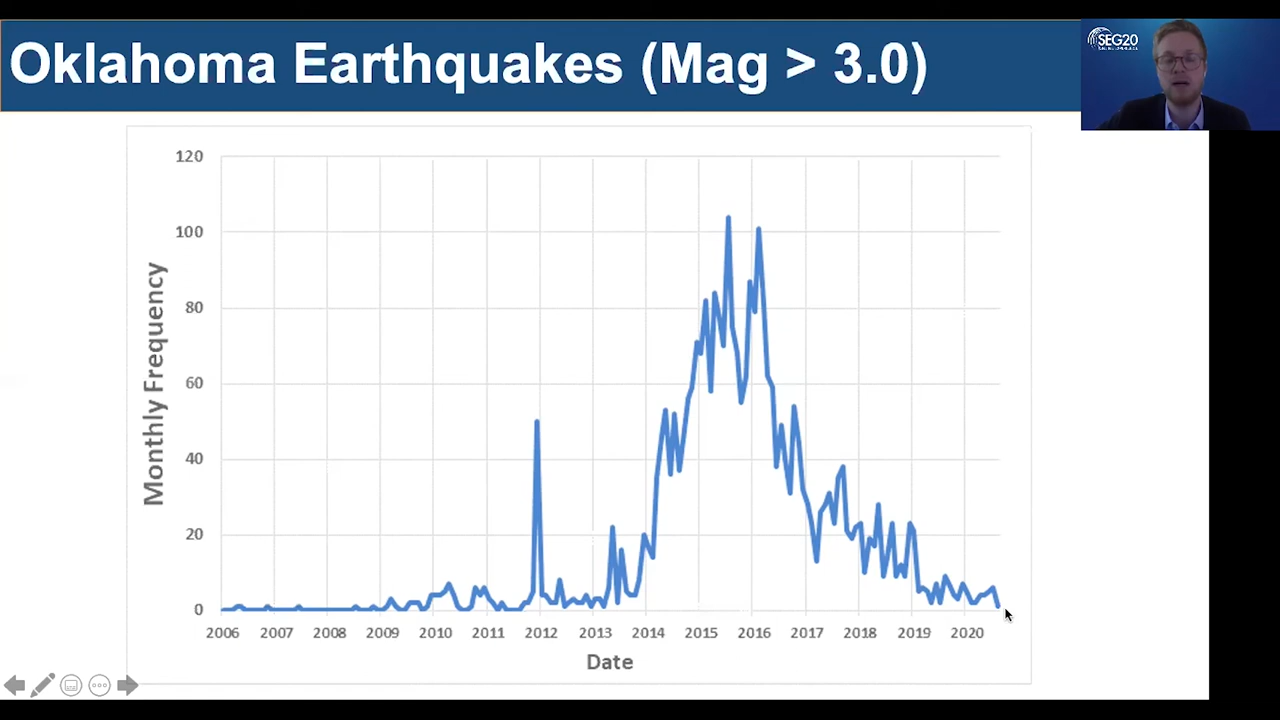 Oklahoma Earthquakes (Mag > 3.0)
SEG20
120
100
80
60
40
20
0
Monthly Frequency
2006 2007 2008 2009 2010 2011 2012 2013 2014 2015 2016 2017 2018 2019 2020
Date